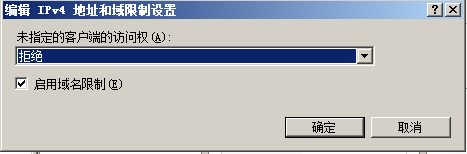 编辑 IPv4 地址和域限制设置
未指定的客户端的访问权(A):
拒绝
启用域名限制(E)
确定
取消